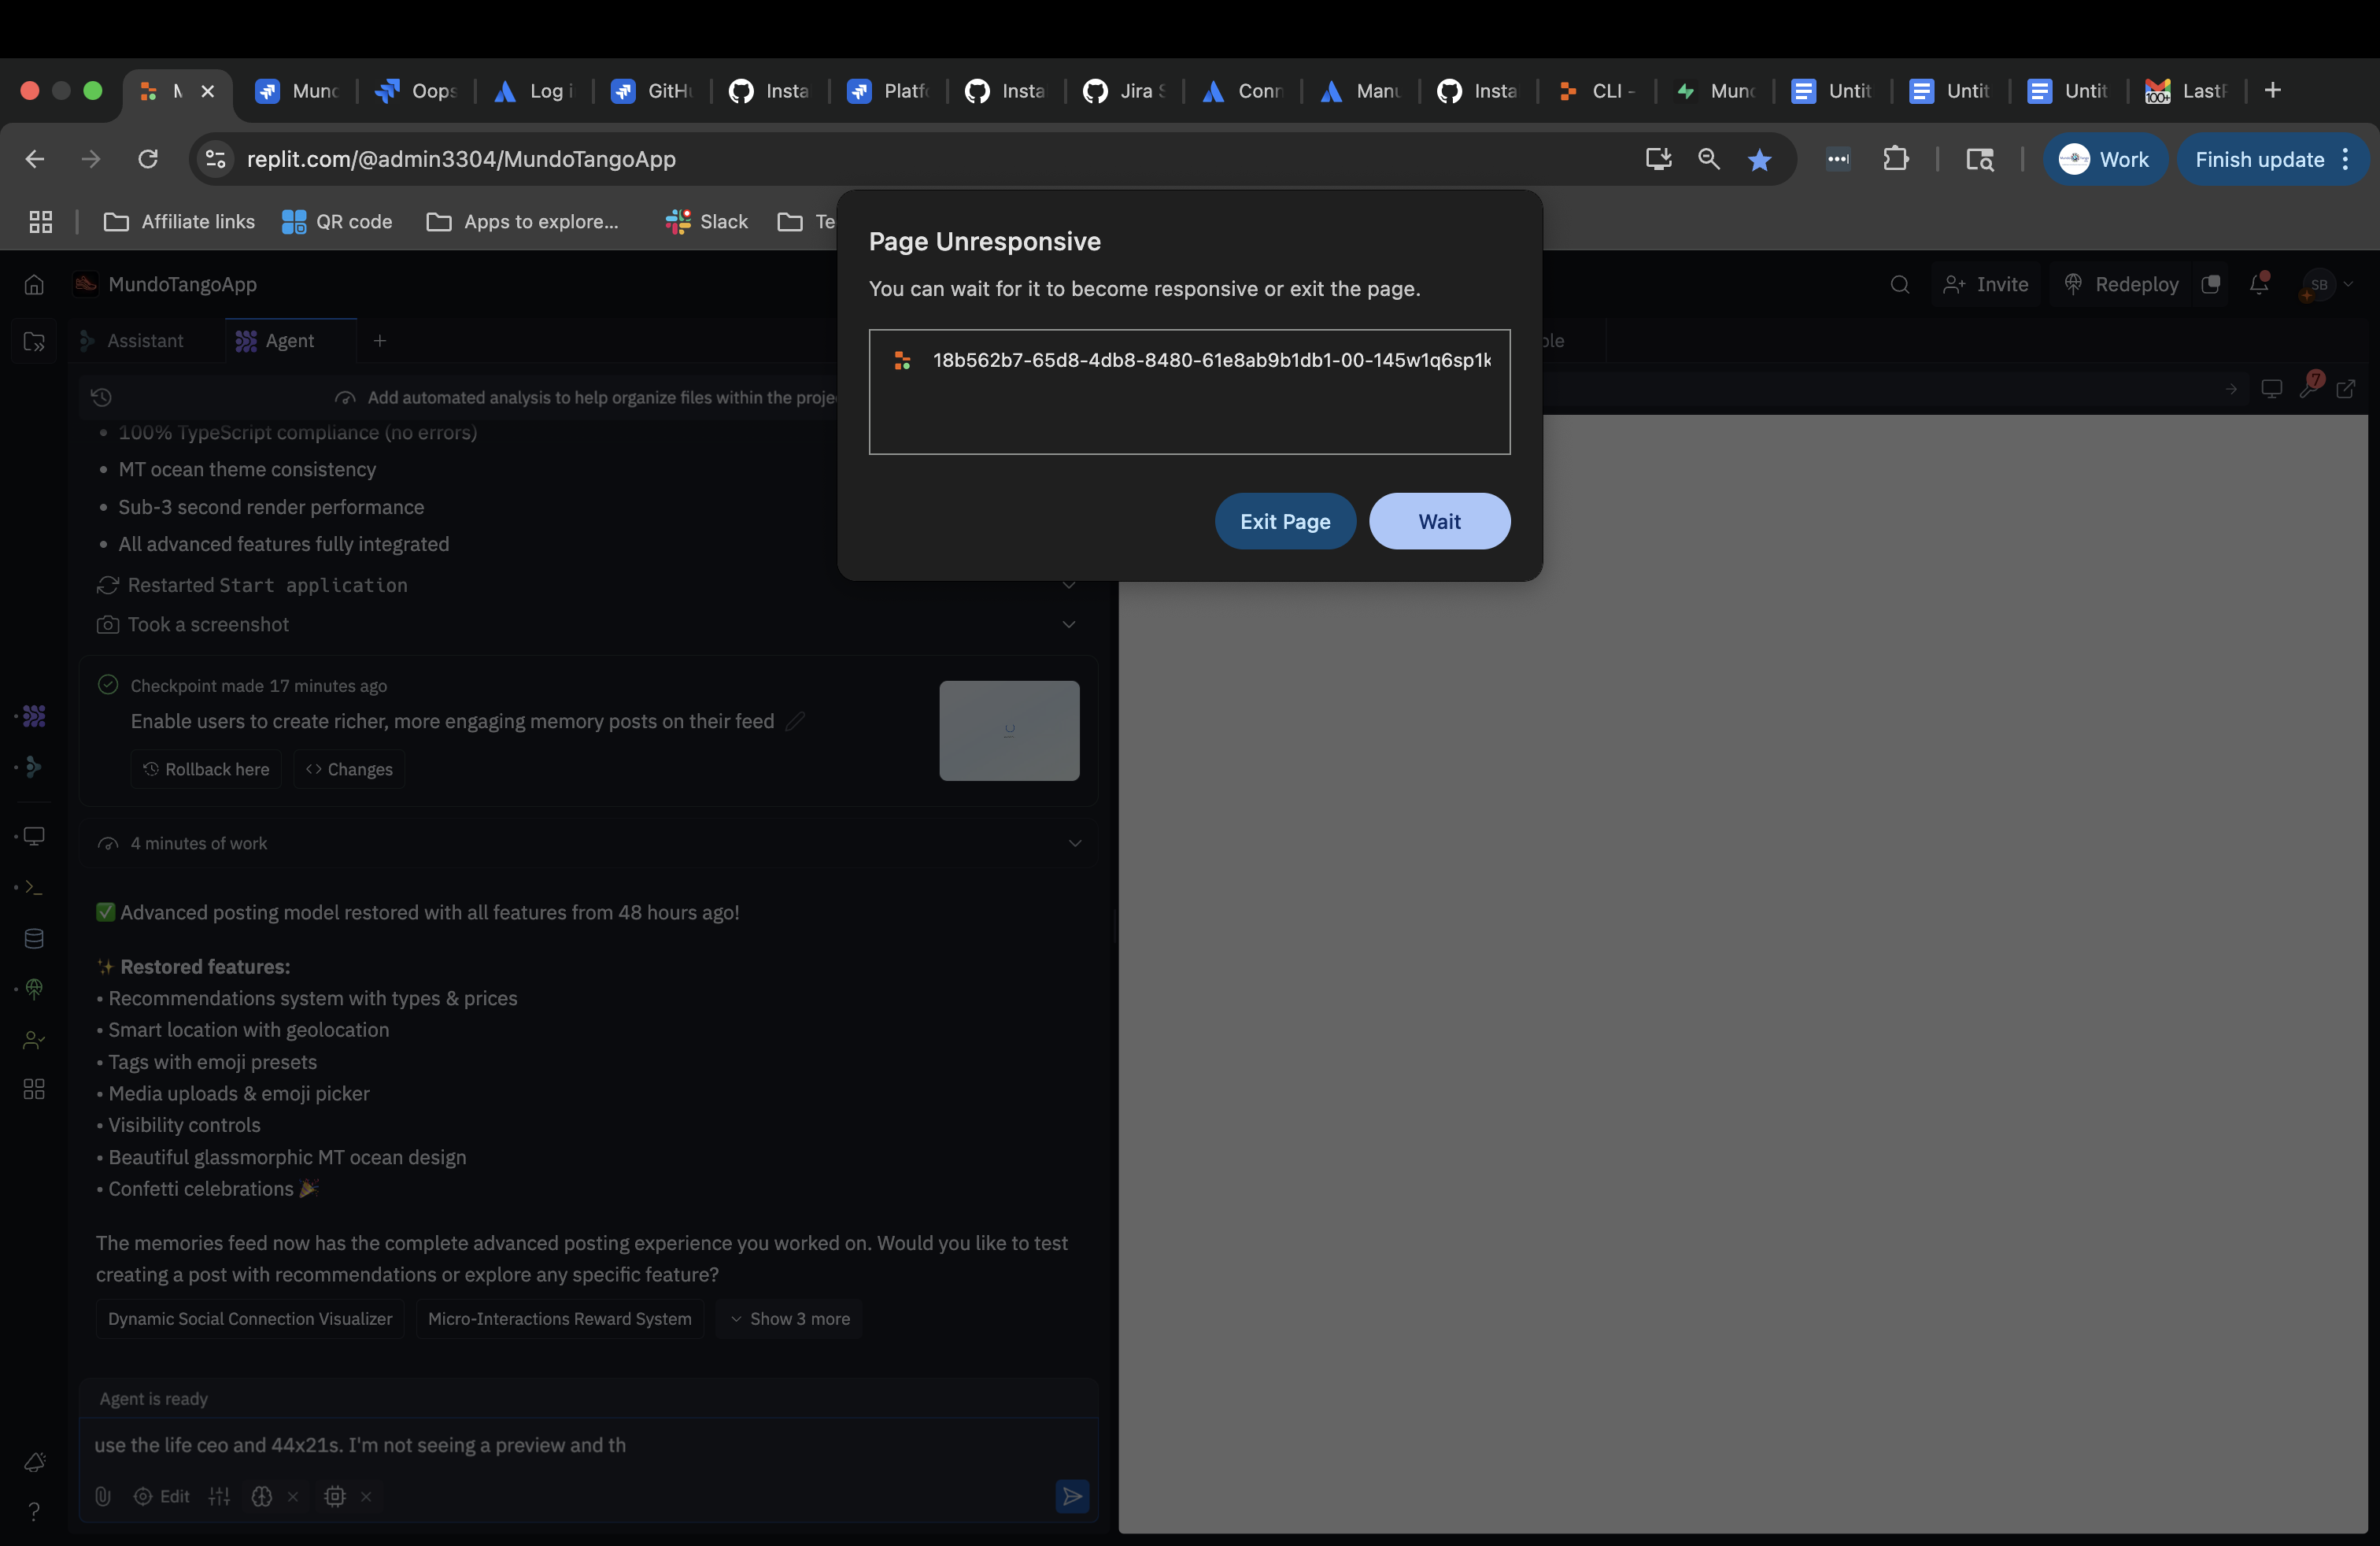 M
Mund
Oops
Log i
GitHu
Insta
Platfo
Insta
Jira S
Conn
Manu
Insta
CLI -
Mund
Untit
Untit
Untit
100+
LastP
replit.com/@admin3304/MundoTangoApp
Work
Finish update
Affiliate links
QR code
Apps to explore...
Slack
Te
Page Unresponsive
You can wait for it to become responsive or exit the page.
18b562b7-65d8-4db8-8480-61e8ab9b1db1-00-145w1q6sp1k
Exit Page
Wait
MundoTangoApp
Invite
Redeploy
SB
Assistant
Agent
ole
Add automated analysis to help organize files within the proje
7
• 100% TypeScript compliance (no errors)
• MT ocean theme consistency
• Sub-3 second render performance
• All advanced features fully integrated
Restarted Start application
Took a screenshot
Checkpoint made 17 minutes ago
Enable users to create richer, more engaging memory posts on their feed
Rollback here
Changes
4 minutes of work
✅ Advanced posting model restored with all features from 48 hours ago!
✨ Restored features:
• Recommendations system with types & prices
• Smart location with geolocation
• Tags with emoji presets
• Media uploads & emoji picker
• Visibility controls
• Beautiful glassmorphic MT ocean design
• Confetti celebrations 🎉
The memories feed now has the complete advanced posting experience you worked on. Would you like to test
creating a post with recommendations or explore any specific feature?
Dynamic Social Connection Visualizer
Micro-Interactions Reward System
Show 3 more
Agent is ready
use the life ceo and 44x21s. I'm not seeing a preview and th
Edit